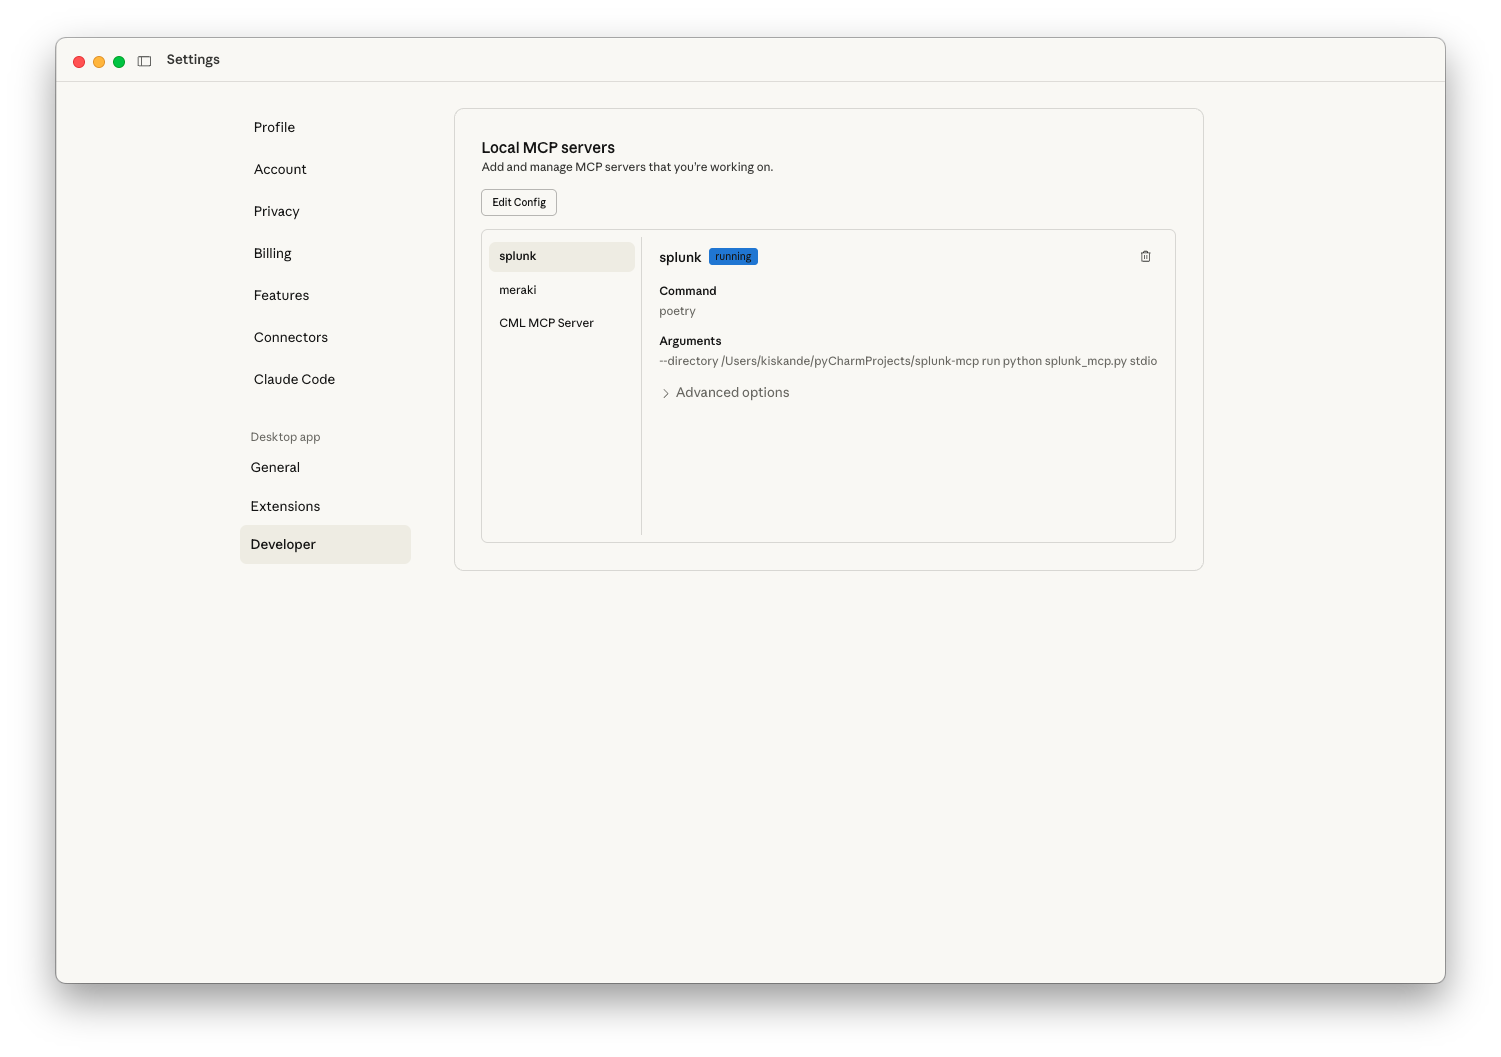 Settings
Profile
Account
Privacy
Billing
Features
Connectors
Claude Code
Desktop app
General
Extensions
Developer
Local MCP servers
Add and manage MCP servers that you're working on.
Edit Config
splunk
meraki
CML MCP Server
splunk running
Command
poetry
Arguments
--directory /Users/kiskande/pyCharmProjects/splunk-mcp run python splunk_mcp.py stdio
Advanced options